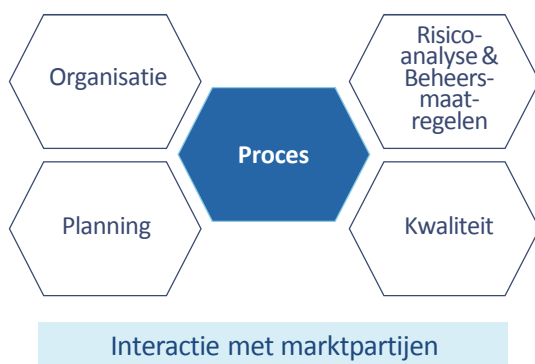 Organisatie
Risico-
analyse &
Beheers-
maat-
regelen
Proces
Planning
Kwaliteit
Interactie met marktpartijen